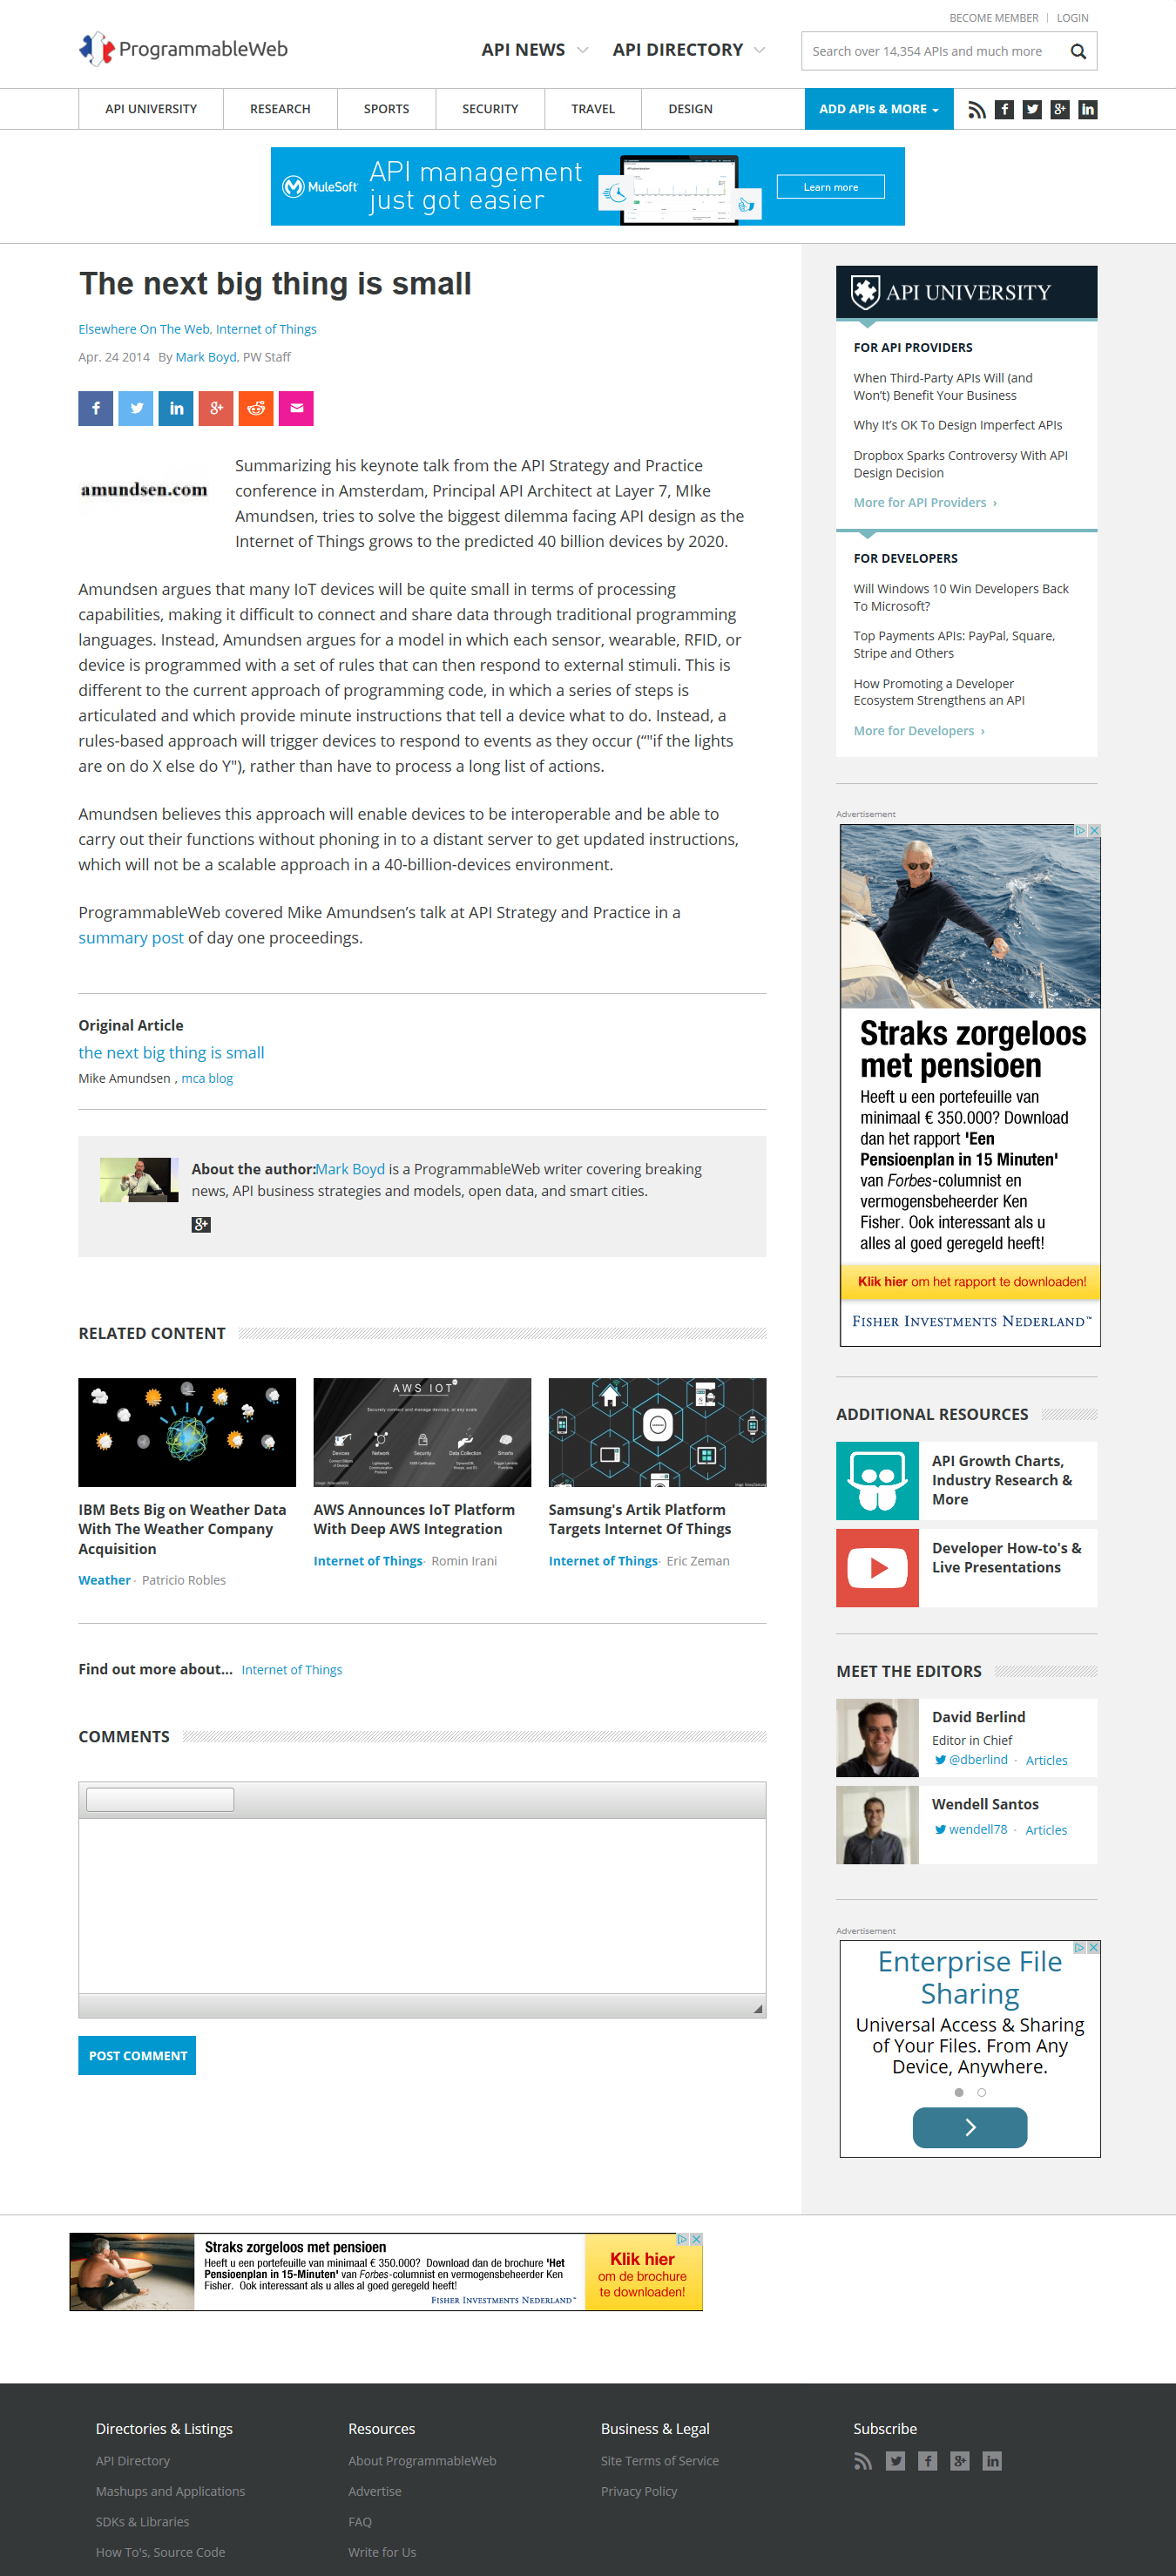 BECOME MEMBER | LOGIN
ProgrammableWeb
API NEWS
API DIRECTORY
Search over 14,354 APIs and much more
API UNIVERSITY
RESEARCH
SPORTS
SECURITY
TRAVEL
DESIGN
ADD APIs & MORE
MuleSoft
API management
just got easier
Learn more
The next big thing is small
Elsewhere On The Web, Internet of Things
Apr. 24 2014 By Mark Boyd, PW Staff
amundsen.com
Summarizing his keynote talk from the API Strategy and Practice
conference in Amsterdam, Principal API Architect at Layer 7, MIke
Amundsen, tries to solve the biggest dilemma facing API design as the
Internet of Things grows to the predicted 40 billion devices by 2020.
Amundsen argues that many IoT devices will be quite small in terms of processing
capabilities, making it difficult to connect and share data through traditional programming
languages. Instead, Amundsen argues for a model in which each sensor, wearable, RFID, or
device is programmed with a set of rules that can then respond to external stimuli. This is
different to the current approach of programming code, in which a series of steps is
articulated and which provide minute instructions that tell a device what to do. Instead, a
rules-based approach will trigger devices to respond to events as they occur (“"if the lights
are on do X else do Y"), rather than have to process a long list of actions.
Amundsen believes this approach will enable devices to be interoperable and be able to
carry out their functions without phoning in to a distant server to get updated instructions,
which will not be a scalable approach in a 40-billion-devices environment.
ProgrammableWeb covered Mike Amundsen’s talk at API Strategy and Practice in a
summary post of day one proceedings.
Original Article
the next big thing is small
Mike Amundsen , mca blog
About the author:Mark Boyd is a ProgrammableWeb writer covering breaking
news, API business strategies and models, open data, and smart cities.
RELATED CONTENT
AWS IOT
Securely connect and manage devices, at any scale
Devices
Network
Security
Data Collection
Smarts
IBM Bets Big on Weather Data
With The Weather Company
Acquisition
Weather · Patricio Robles
AWS Announces IoT Platform
With Deep AWS Integration
Internet of Things · Romin Irani
Samsung's Artik Platform
Targets Internet Of Things
Internet of Things · Eric Zeman
Find out more about... Internet of Things
COMMENTS
POST COMMENT
API UNIVERSITY
FOR API PROVIDERS
When Third-Party APIs Will (and
Won’t) Benefit Your Business
Why It’s OK To Design Imperfect APIs
Dropbox Sparks Controversy With API
Design Decision
More for API Providers ›
FOR DEVELOPERS
Will Windows 10 Win Developers Back
To Microsoft?
Top Payments APIs: PayPal, Square,
Stripe and Others
How Promoting a Developer
Ecosystem Strengthens an API
More for Developers ›
Advertisement
Straks zorgeloos
met pensioen
Heeft u een portefeuille van
minimaal € 350.000? Download
dan het rapport 'Een
Pensioenplan in 15 Minuten'
van Forbes-columnist en
vermogensbeheerder Ken
Fisher. Ook interessant als u
alles al goed geregeld heeft!
Klik hier om het rapport te downloaden!
FISHER INVESTMENTS NEDERLAND™
ADDITIONAL RESOURCES
API Growth Charts,
Industry Research &
More
Developer How-to's &
Live Presentations
MEET THE EDITORS
David Berlind
Editor in Chief
@dberlind · Articles
Wendell Santos
wendell78 · Articles
Advertisement
Enterprise File
Sharing
Universal Access & Sharing
of Your Files. From Any
Device, Anywhere.
Straks zorgeloos met pensioen
Heeft u een portefeuille van minimaal € 350.000? Download dan de brochure 'Het
Pensioenplan in 15-Minuten' van Forbes-columnist en vermogensbeheerder Ken
Fisher. Ook interessant als u alles al goed geregeld heeft!
FISHER INVESTMENTS NEDERLAND™
Klik hier
om de brochure
te downloaden!
Directories & Listings
API Directory
Mashups and Applications
SDKs & Libraries
How To's, Source Code
Resources
About ProgrammableWeb
Advertise
FAQ
Write for Us
Business & Legal
Site Terms of Service
Privacy Policy
Subscribe